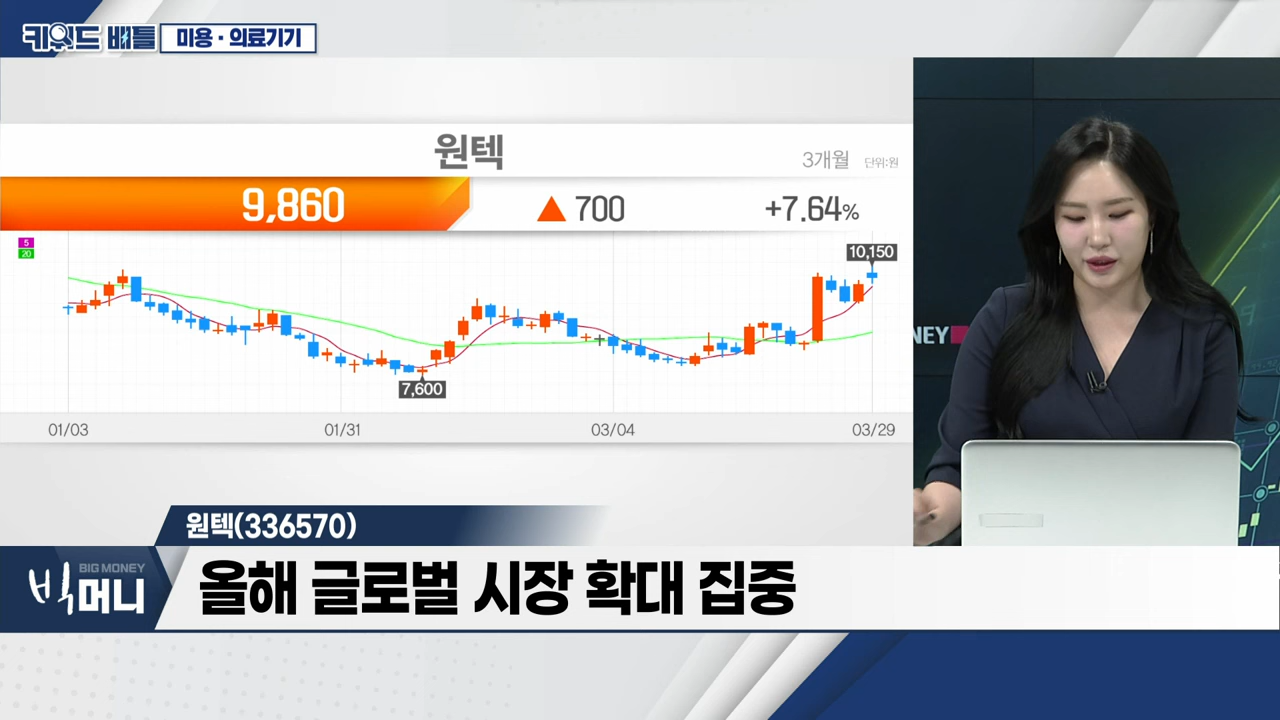 키워드 배틀 미용·의료기기
원텍
3개월 단위:원
9,860 ▲ 700 +7.64%
5
20
10,150
7,600
01/03 01/31 03/04 03/29
NEY
원텍(336570)
BIG MONEY
빅머니
올해 글로벌 시장 확대 집중